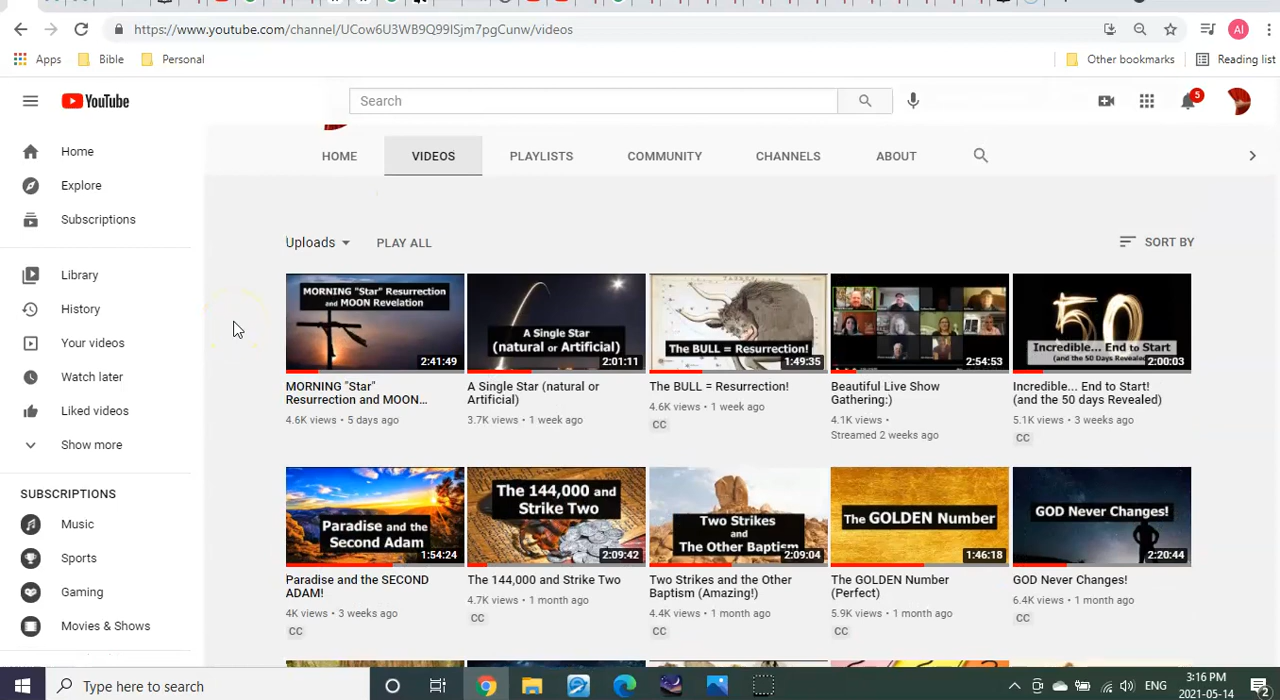 https://www.youtube.com/channel/UCow6U3WB9Q99ISjm7pgCunw/videos
AI
Apps
Bible
Personal
Other bookmarks
Reading list
YouTube
Search
5
HOME
VIDEOS
PLAYLISTS
COMMUNITY
CHANNELS
ABOUT
Home
Explore
Subscriptions
Library
History
Your videos
Watch later
Liked videos
Show more
SUBSCRIPTIONS
Music
Sports
Gaming
Movies & Shows
Uploads
PLAY ALL
SORT BY
MORNING "Star" Resurrection
and MOON Revelation
2:41:49
MORNING "Star"
Resurrection and MOON...
4.6K views • 5 days ago
A Single Star
(natural or Artificial)
2:01:11
A Single Star (natural or
Artificial)
3.7K views • 1 week ago
The BULL = Resurrection!
1:49:35
The BULL = Resurrection!
4.6K views • 1 week ago
CC
2:54:53
Beautiful Live Show
Gathering:)
4.1K views •
Streamed 2 weeks ago
50
Incredible... End to Start!
(and the 50 Days Revealed)
2:00:03
Incredible... End to Start!
(and the 50 days Revealed)
5.1K views • 3 weeks ago
CC
Paradise and the
Second Adam
1:54:24
Paradise and the SECOND
ADAM!
4K views • 3 weeks ago
CC
The 144,000 and
Strike Two
2:09:42
The 144,000 and Strike Two
4.7K views • 1 month ago
CC
Two Strikes
and
The Other Baptism
2:09:04
Two Strikes and the Other
Baptism (Amazing!)
4.4K views • 1 month ago
CC
The GOLDEN Number
1:46:18
The GOLDEN Number
(Perfect)
5.9K views • 1 month ago
CC
GOD Never Changes!
2:20:44
GOD Never Changes!
6.4K views • 1 month ago
CC
Type here to search
ENG
3:16 PM
2021-05-14
2